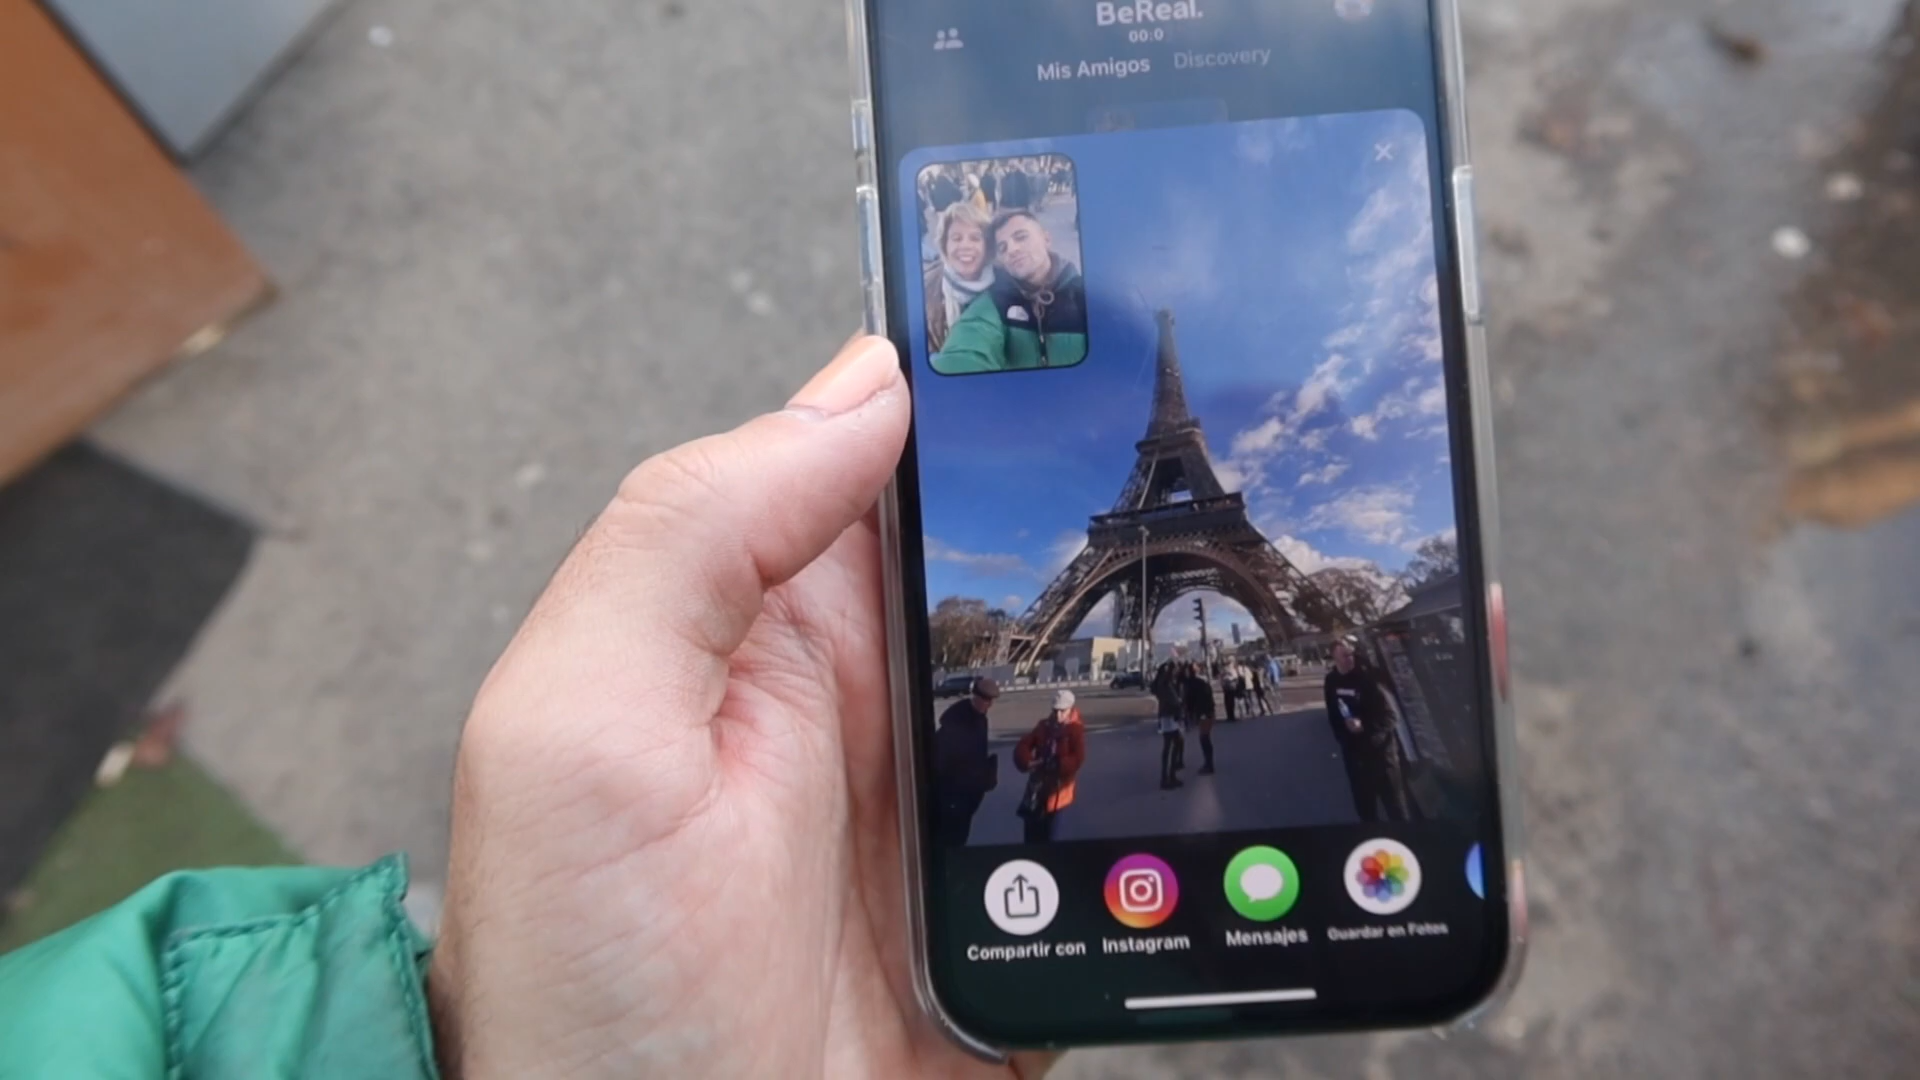 BeReal.
00:0
Mis Amigos Discovery
Compartir con Instagram Mensajes Guardar en Fotos